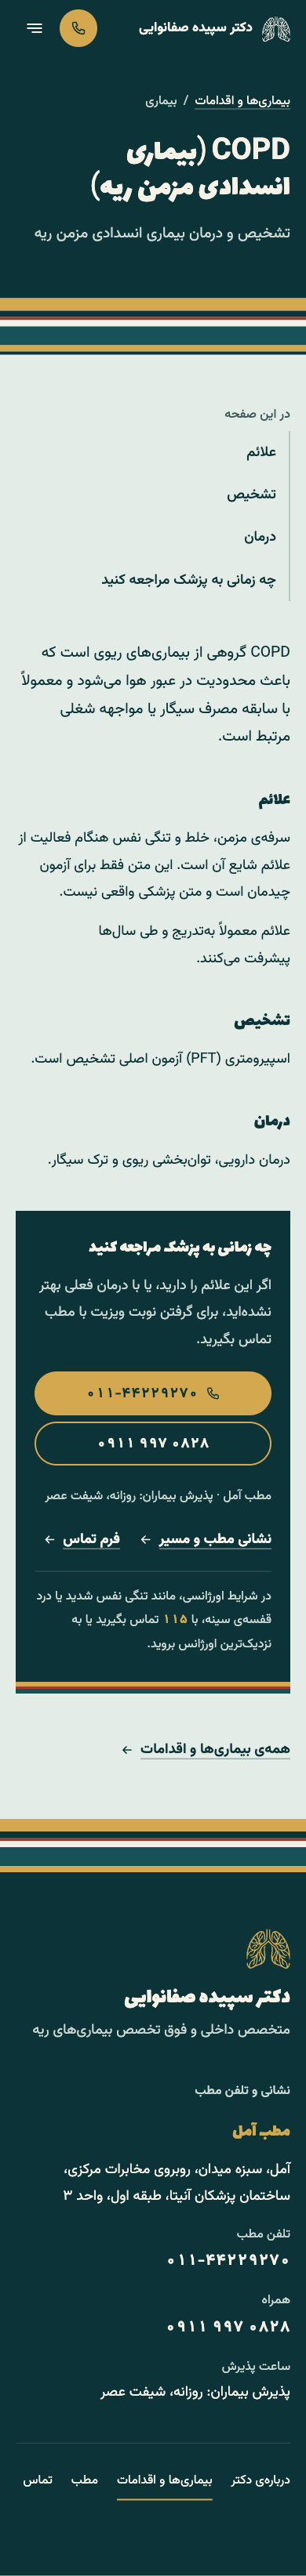 دکتر سپیده صفانوایی
بیماری‌ها و اقدامات / بیماری
COPD (بیماری
انسدادی مزمن ریه)
تشخیص و درمان بیماری انسدادی مزمن ریه
در این صفحه
علائم
تشخیص
درمان
چه زمانی به پزشک مراجعه کنید
COPD گروهی از بیماری‌های ریوی است که
باعث محدودیت در عبور هوا می‌شود و معمولاً
با سابقه مصرف سیگار یا مواجهه شغلی
مرتبط است.
علائم
سرفه‌ی مزمن، خلط و تنگی نفس هنگام فعالیت از
علائم شایع آن است. این متن فقط برای آزمون
چیدمان است و متن پزشکی واقعی نیست.
علائم معمولاً به‌تدریج و طی سال‌ها
پیشرفت می‌کنند.
تشخیص
اسپیرومتری (PFT) آزمون اصلی تشخیص است.
درمان
درمان دارویی، توان‌بخشی ریوی و ترک سیگار.
چه زمانی به پزشک مراجعه کنید
اگر این علائم را دارید، یا با درمان فعلی بهتر
نشده‌اید، برای گرفتن نوبت ویزیت با مطب
تماس بگیرید.
۰۱۱-۴۴۲۲۹۲۷۰
۰۹۱۱ ۹۹۷ ۰۸۲۸
مطب آمل · پذیرش بیماران: روزانه، شیفت عصر
نشانی مطب و مسیر ← فرم تماس ←
در شرایط اورژانسی، مانند تنگی نفس شدید یا درد
قفسه‌ی سینه، با ۱۱۵ تماس بگیرید یا به
نزدیک‌ترین اورژانس بروید.
همه‌ی بیماری‌ها و اقدامات ←
دکتر سپیده صفانوایی
متخصص داخلی و فوق تخصص بیماری‌های ریه
نشانی و تلفن مطب
مطب آمل
آمل، سبزه میدان، روبروی مخابرات مرکزی،
ساختمان پزشکان آنیتا، طبقه اول، واحد ۳
تلفن مطب
۰۱۱-۴۴۲۲۹۲۷۰
همراه
۰۹۱۱ ۹۹۷ ۰۸۲۸
ساعت پذیرش
پذیرش بیماران: روزانه، شیفت عصر
درباره‌ی دکتر بیماری‌ها و اقدامات مطب تماس